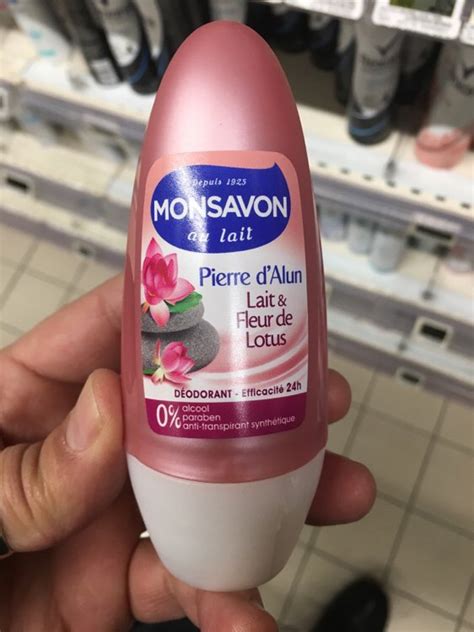 Depuis 1925
MONSAVON
au lait
Pierre d'Alun
Lait &
Fleur de
Lotus
DÉODORANT - Efficacité 24h
0% alcool
paraben
anti-transpirant synthétique